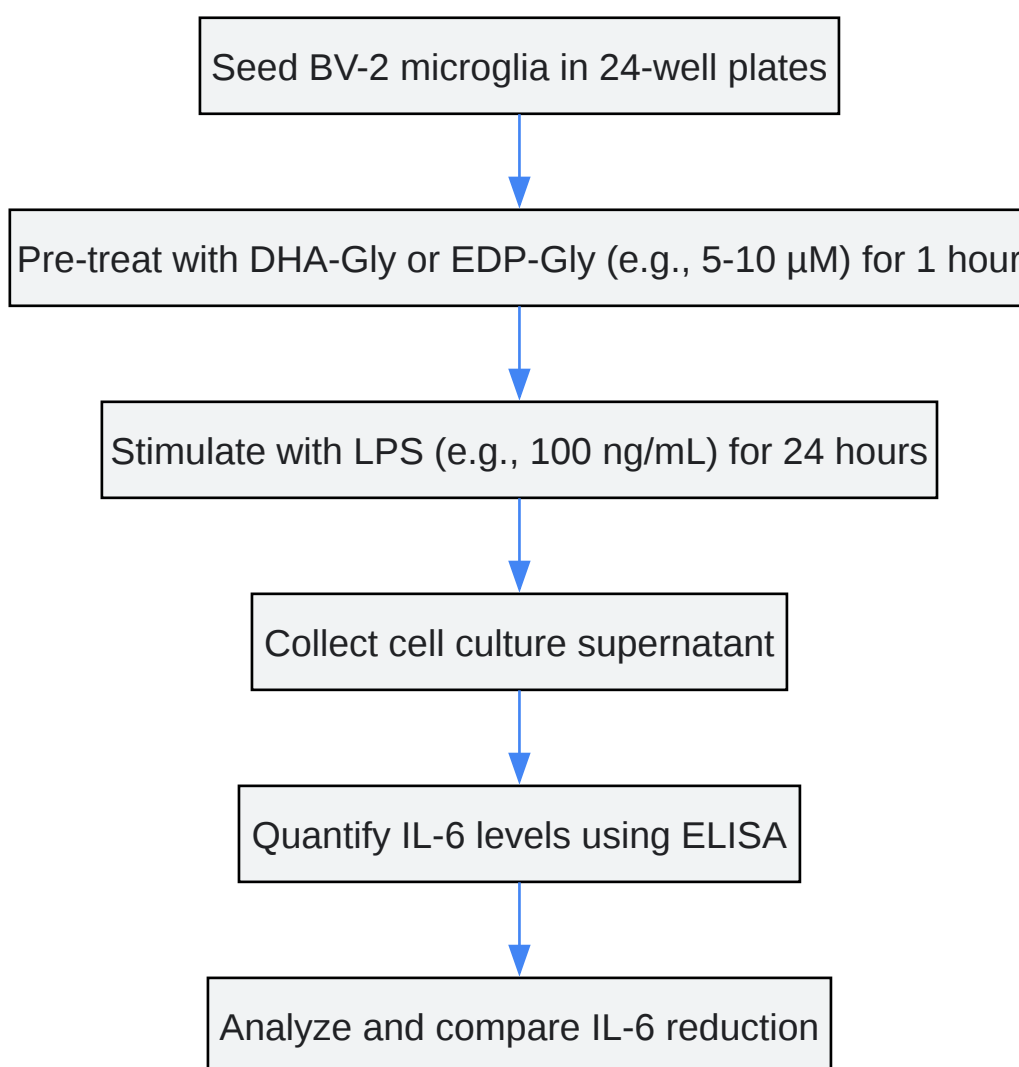 Seed BV-2 microglia in 24-well plates
Pre-treat with DHA-Gly or EDP-Gly (e.g., 5-10 µM) for 1 hour
Stimulate with LPS (e.g., 100 ng/mL) for 24 hours
Collect cell culture supernatant
Quantify IL-6 levels using ELISA
Analyze and compare IL-6 reduction